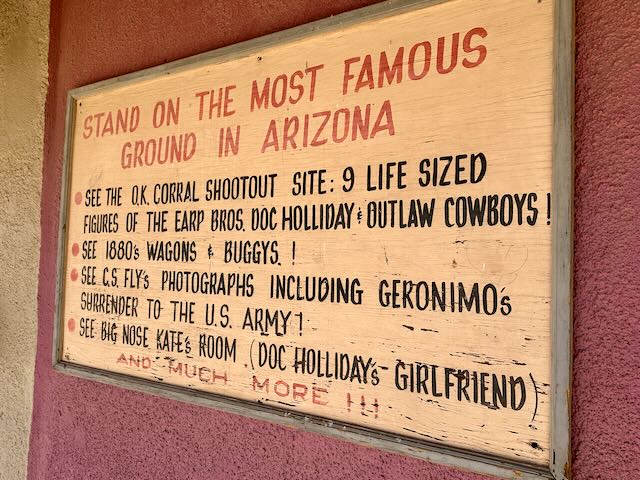 STAND ON THE MOST FAMOUS
GROUND IN ARIZONA
• SEE THE O.K. CORRAL SHOOTOUT SITE: 9 LIFE SIZED
FIGURES OF THE EARP BROS. DOC HOLLIDAY & OUTLAW COWBOYS!
• SEE 1880s WAGONS & BUGGYS. !
• SEE C.S. FLY's PHOTOGRAPHS INCLUDING GERONIMO's
SURRENDER TO THE U.S. ARMY!
• SEE BIG NOSE KATE's ROOM (DOC HOLLIDAY's GIRLFRIEND)
AND MUCH MORE !!!